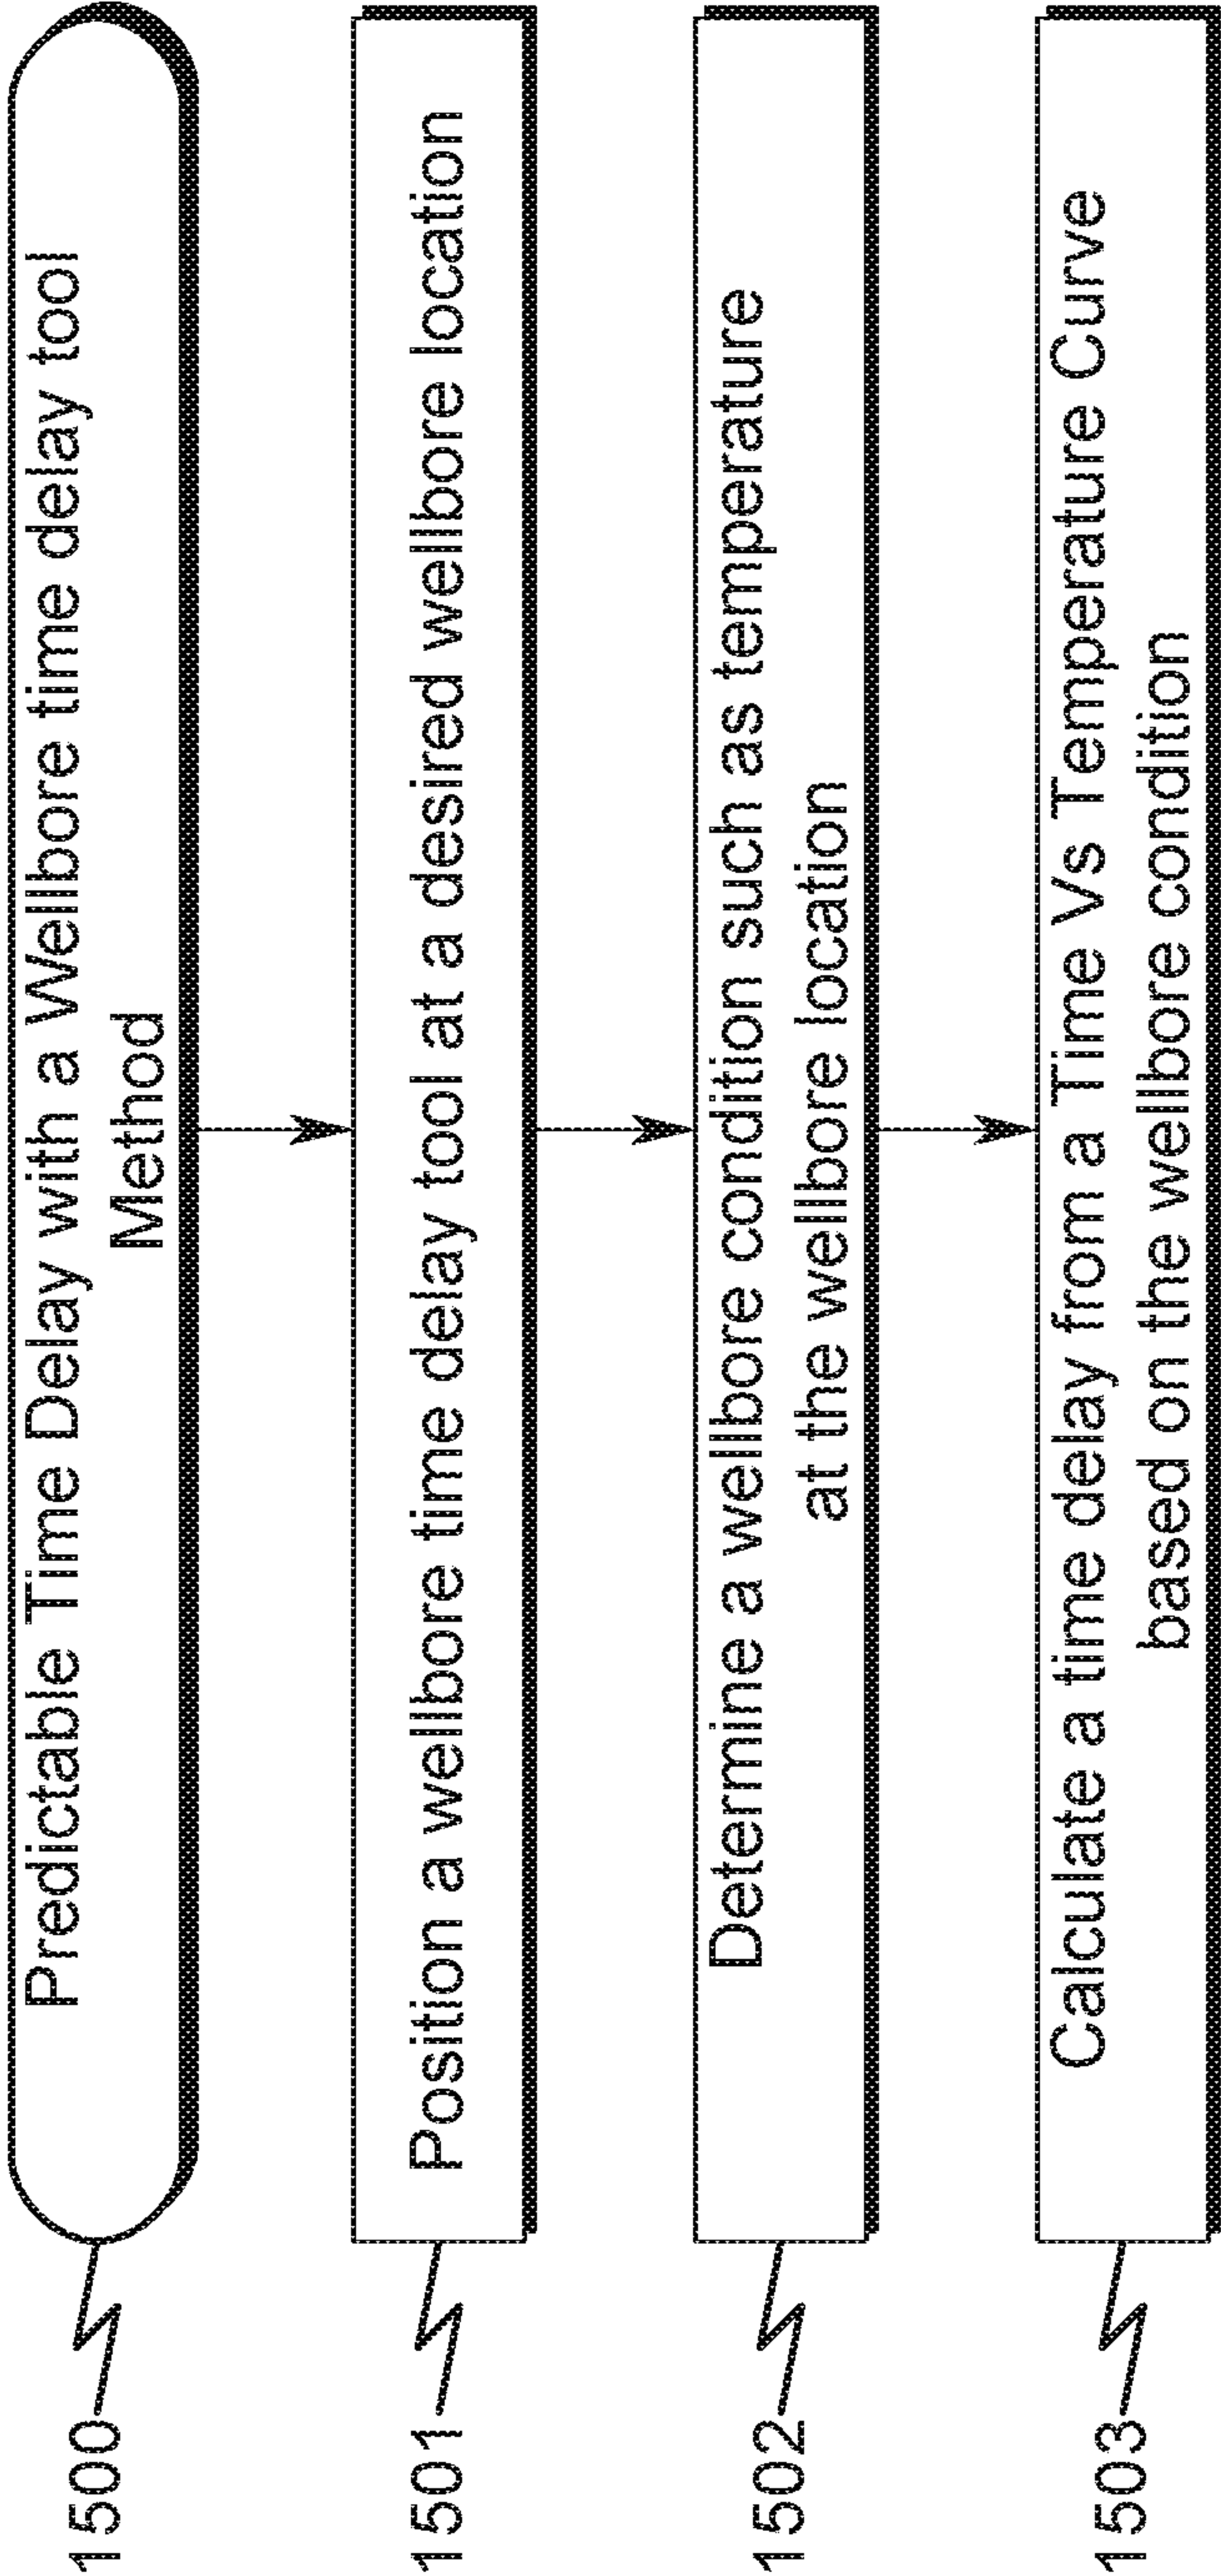 1500
Predictable Time Delay with a Wellbore time delay tool
Method
1501
Position a wellbore time delay tool at a desired wellbore location
1502
Determine a wellbore condition such as temperature
at the wellbore location
1503
Calculate a time delay from a Time Vs Temperature Curve
based on the wellbore condition